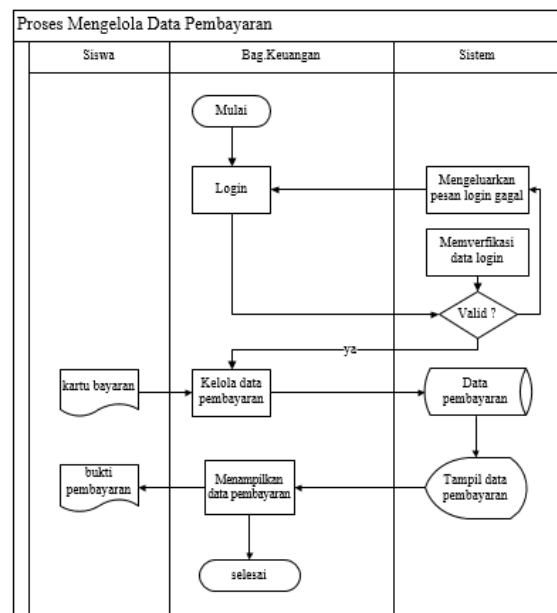 Proses Mengelola Data Pembayaran
Siswa
Bag.Keuangan
Sistem
Mulai
Login
Mengeluarkan
pesan login gagal
Memverfikasi
data login
Valid ?
ya
kartu bayaran
Kelola data
pembayaran
Data
pembayaran
bukti
pembayaran
Menampilkan
data pembayaran
Tampil data
pembayaran
selesai